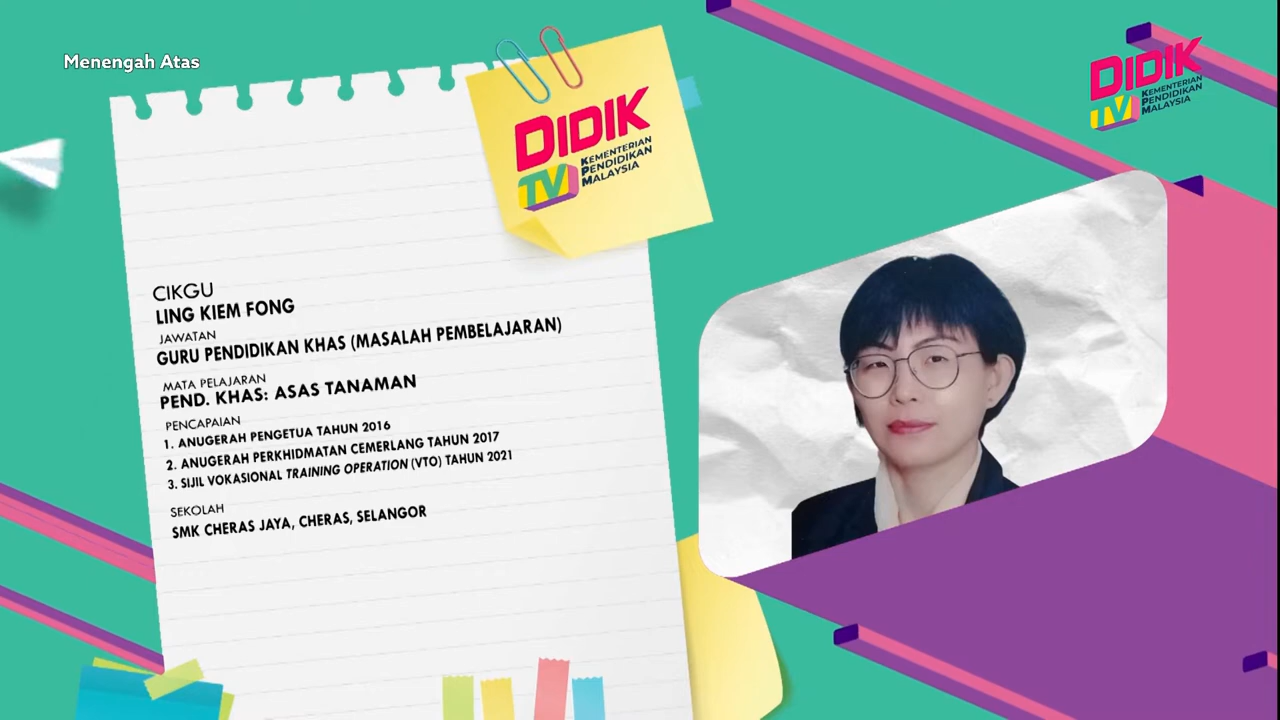 Menengah Atas
DIDIK
TV
KEMENTERIAN
PENDIDIKAN
MALAYSIA
DIDIK
TV
KEMENTERIAN
PENDIDIKAN
MALAYSIA
CIKGU
LING KIEM FONG
JAWATAN
GURU PENDIDIKAN KHAS (MASALAH PEMBELAJARAN)
MATA PELAJARAN
PEND. KHAS: ASAS TANAMAN
PENCAPAIAN
1. ANUGERAH PENGETUA TAHUN 2016
2. ANUGERAH PERKHIDMATAN CEMERLANG TAHUN 2017
3. SIJIL VOKASIONAL TRAINING OPERATION (VTO) TAHUN 2021
SEKOLAH
SMK CHERAS JAYA, CHERAS, SELANGOR